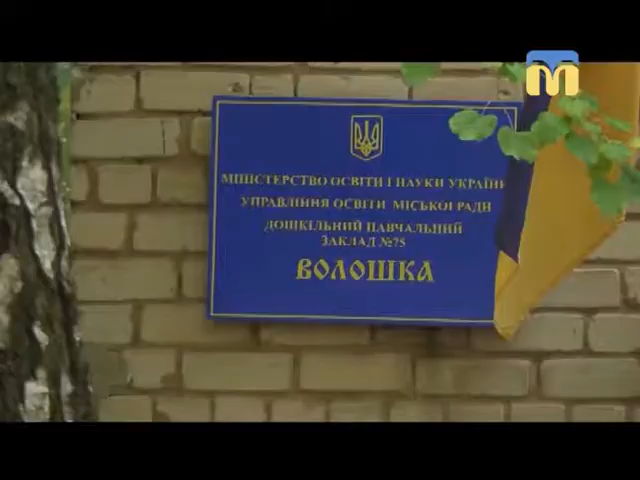 М
МІНІСТЕРСТВО ОСВІТИ І НАУКИ УКРАЇНИ
УПРАВЛІННЯ ОСВІТИ МІСЬКОЇ РАДИ
ДОШКІЛЬНИЙ НАВЧАЛЬНИЙ
ЗАКЛАД №75
ВОЛОШКА